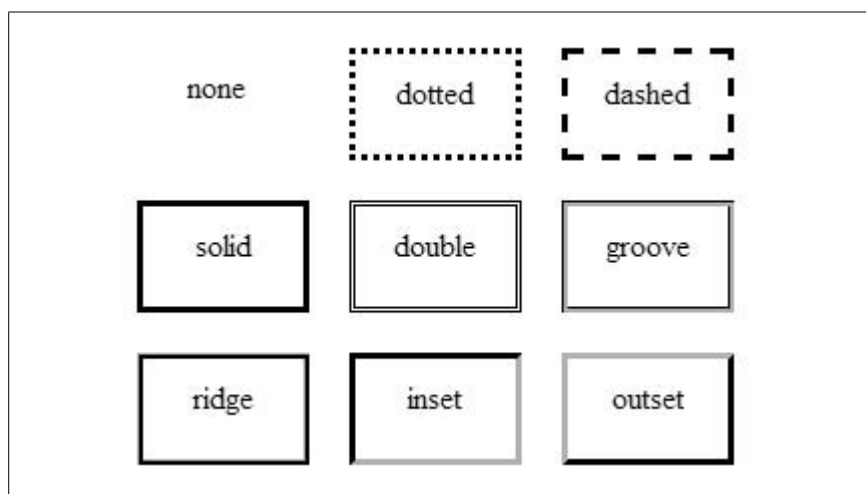 none
dotted
dashed
solid
double
groove
ridge
inset
outset